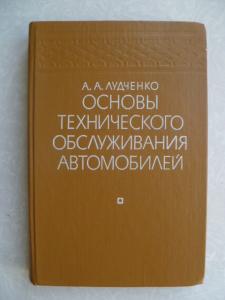 А. А. ЛУДЧЕНКО
ОСНОВЫ
ТЕХНИЧЕСКОГО
ОБСЛУЖИВАНИЯ
АВТОМОБИЛЕЙ